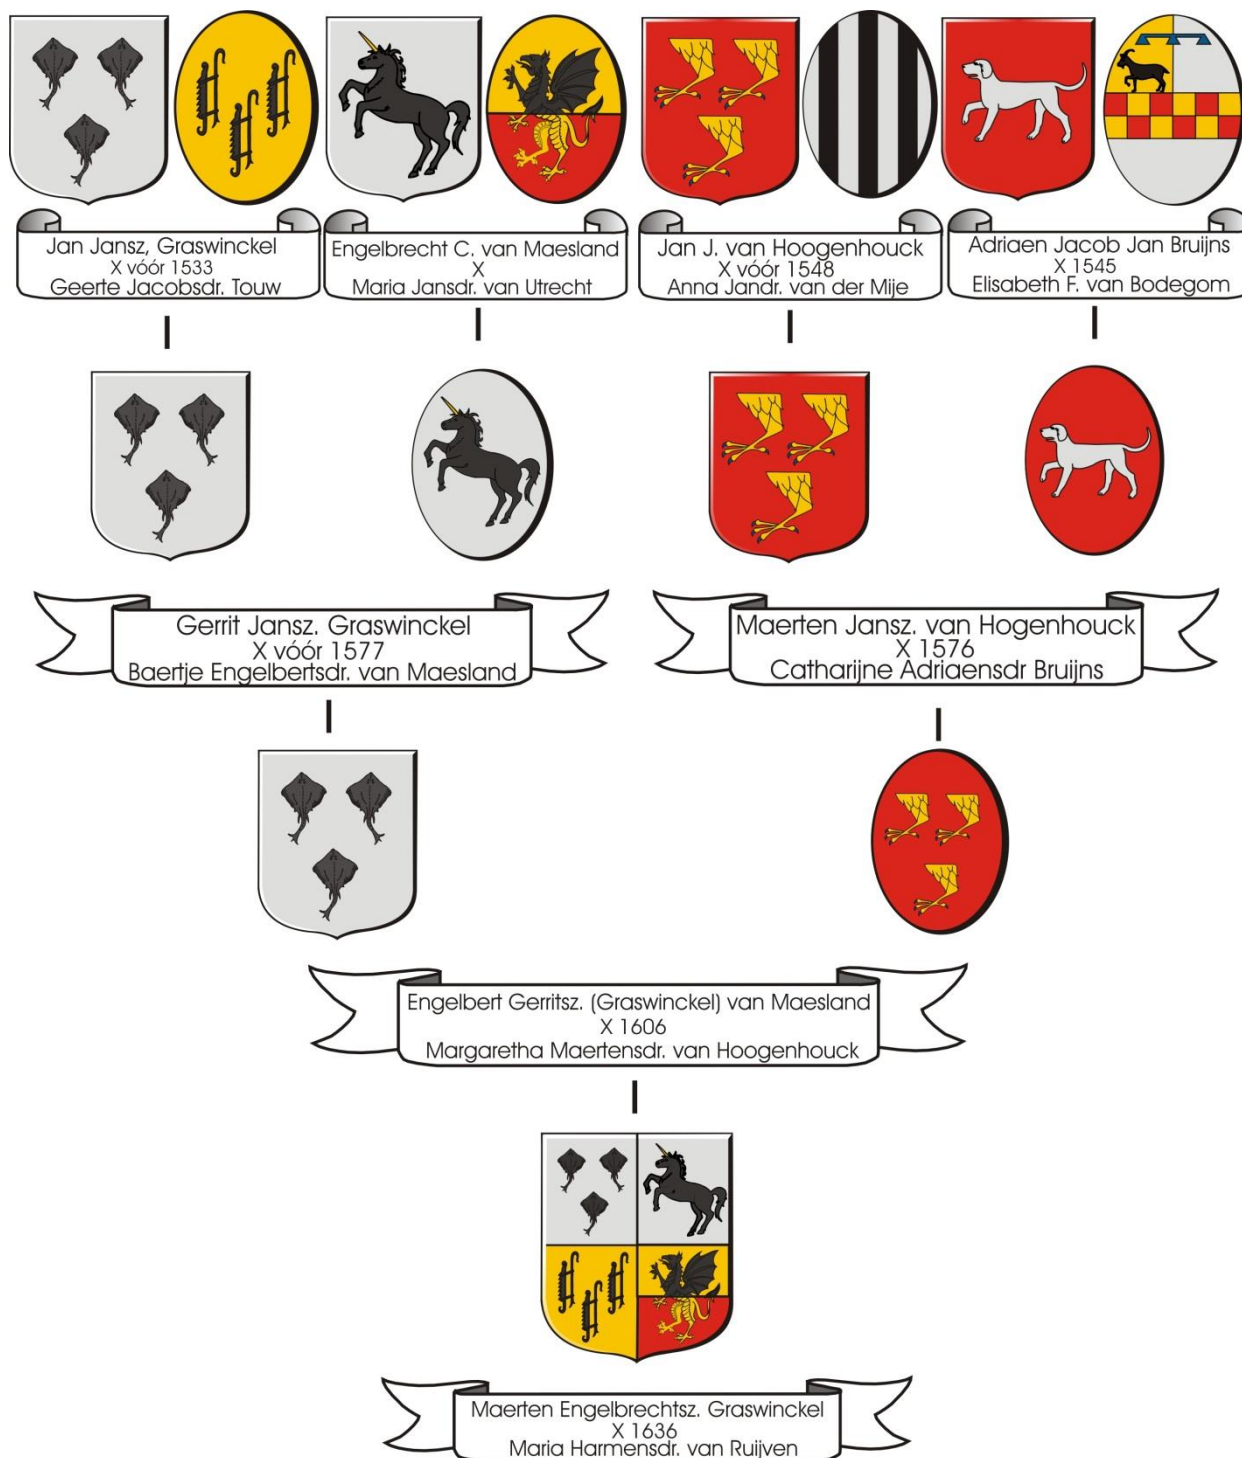 Jan Jansz, Graswinckel
X vóór 1533
Geerte Jacobsdr. Touw
Engelbrecht C. van Maesland
X
Maria Jansdr. van Utrecht
Jan J. van Hoogenhouck
X vóór 1548
Anna Jandr. van der Mije
Adriaen Jacob Jan Bruijns
X 1545
Elisabeth F. van Bodegom
Gerrit Jansz. Graswinckel
X vóór 1577
Baertje Engelbertsdr. van Maesland
Maerten Jansz. van Hogenhouck
X 1576
Catharijne Adriaensdr Bruijns
Engelbert Gerritsz. (Graswinckel) van Maesland
X 1606
Margaretha Maertensdr. van Hoogenhouck
Maerten Engelbrechtsz. Graswinckel
X 1636
Maria Harmensdr. van Ruijven